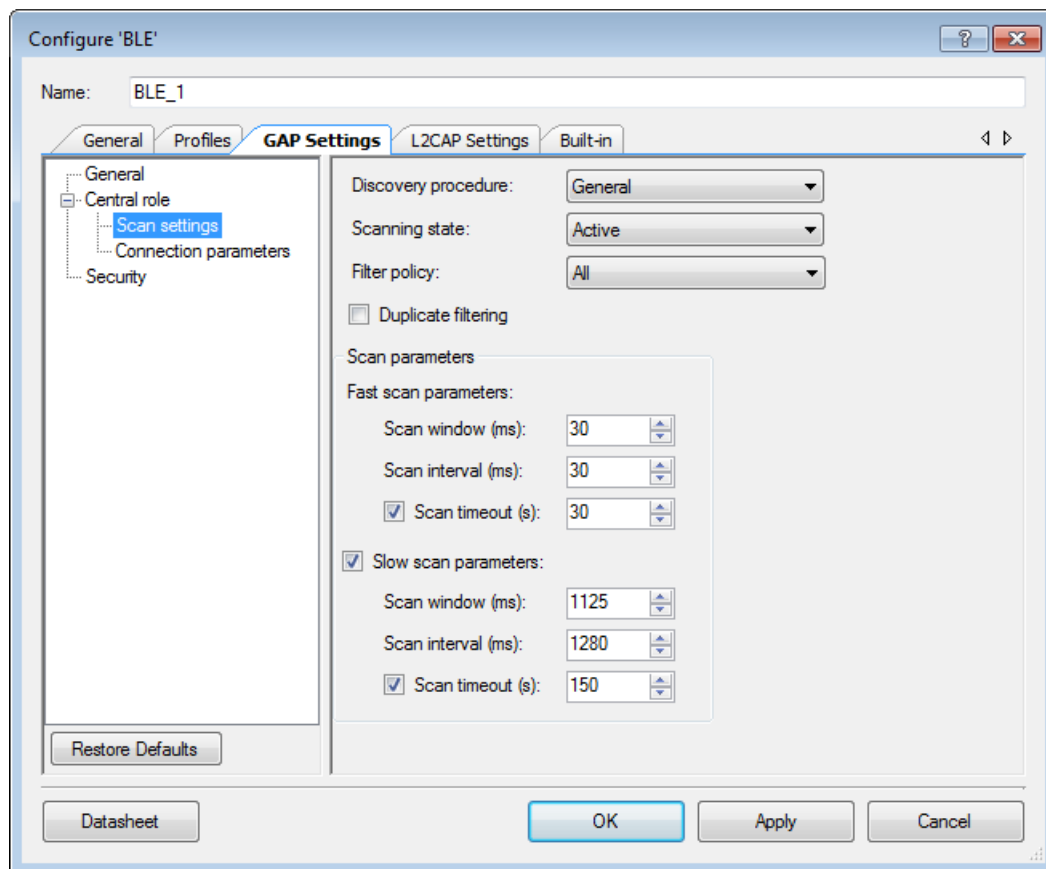 Configure 'BLE'
Name: BLE_1
General Profiles GAP Settings L2CAP Settings Built-in
General
Central role
Scan settings
Connection parameters
Security
Restore Defaults
Discovery procedure: General
Scanning state: Active
Filter policy: All
Duplicate filtering
Scan parameters
Fast scan parameters:
Scan window (ms): 30
Scan interval (ms): 30
Scan timeout (s): 30
Slow scan parameters:
Scan window (ms): 1125
Scan interval (ms): 1280
Scan timeout (s): 150
Datasheet OK Apply Cancel